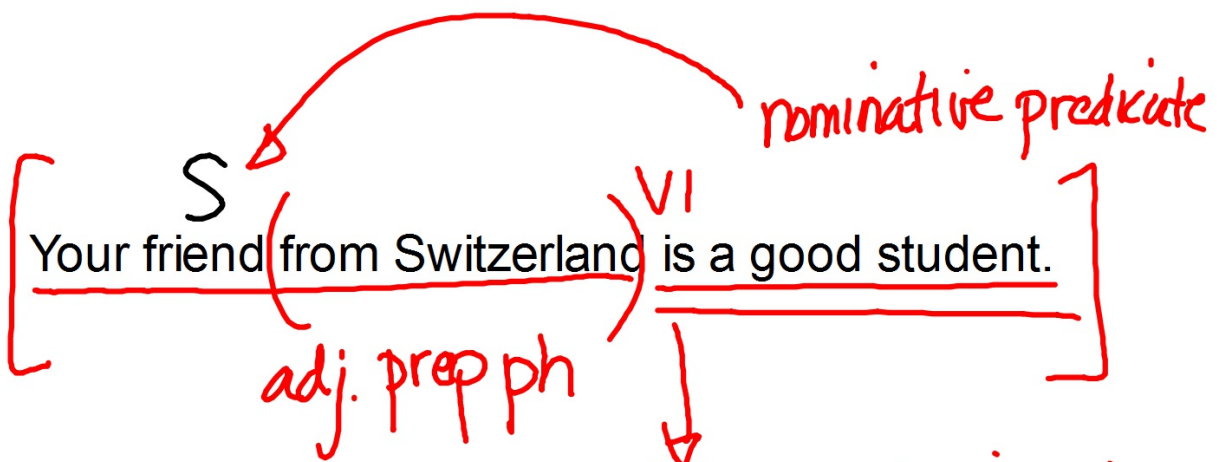 nominative predicate
S
VI
Your friend from Switzerland is a good student.
adj. prep ph